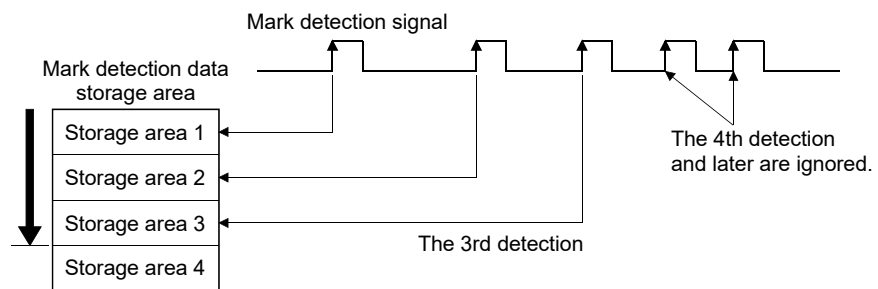 Mark detection signal
Mark detection data
storage area
Storage area 1
Storage area 2
Storage area 3
Storage area 4
The 4th detection
and later are ignored.
The 3rd detection